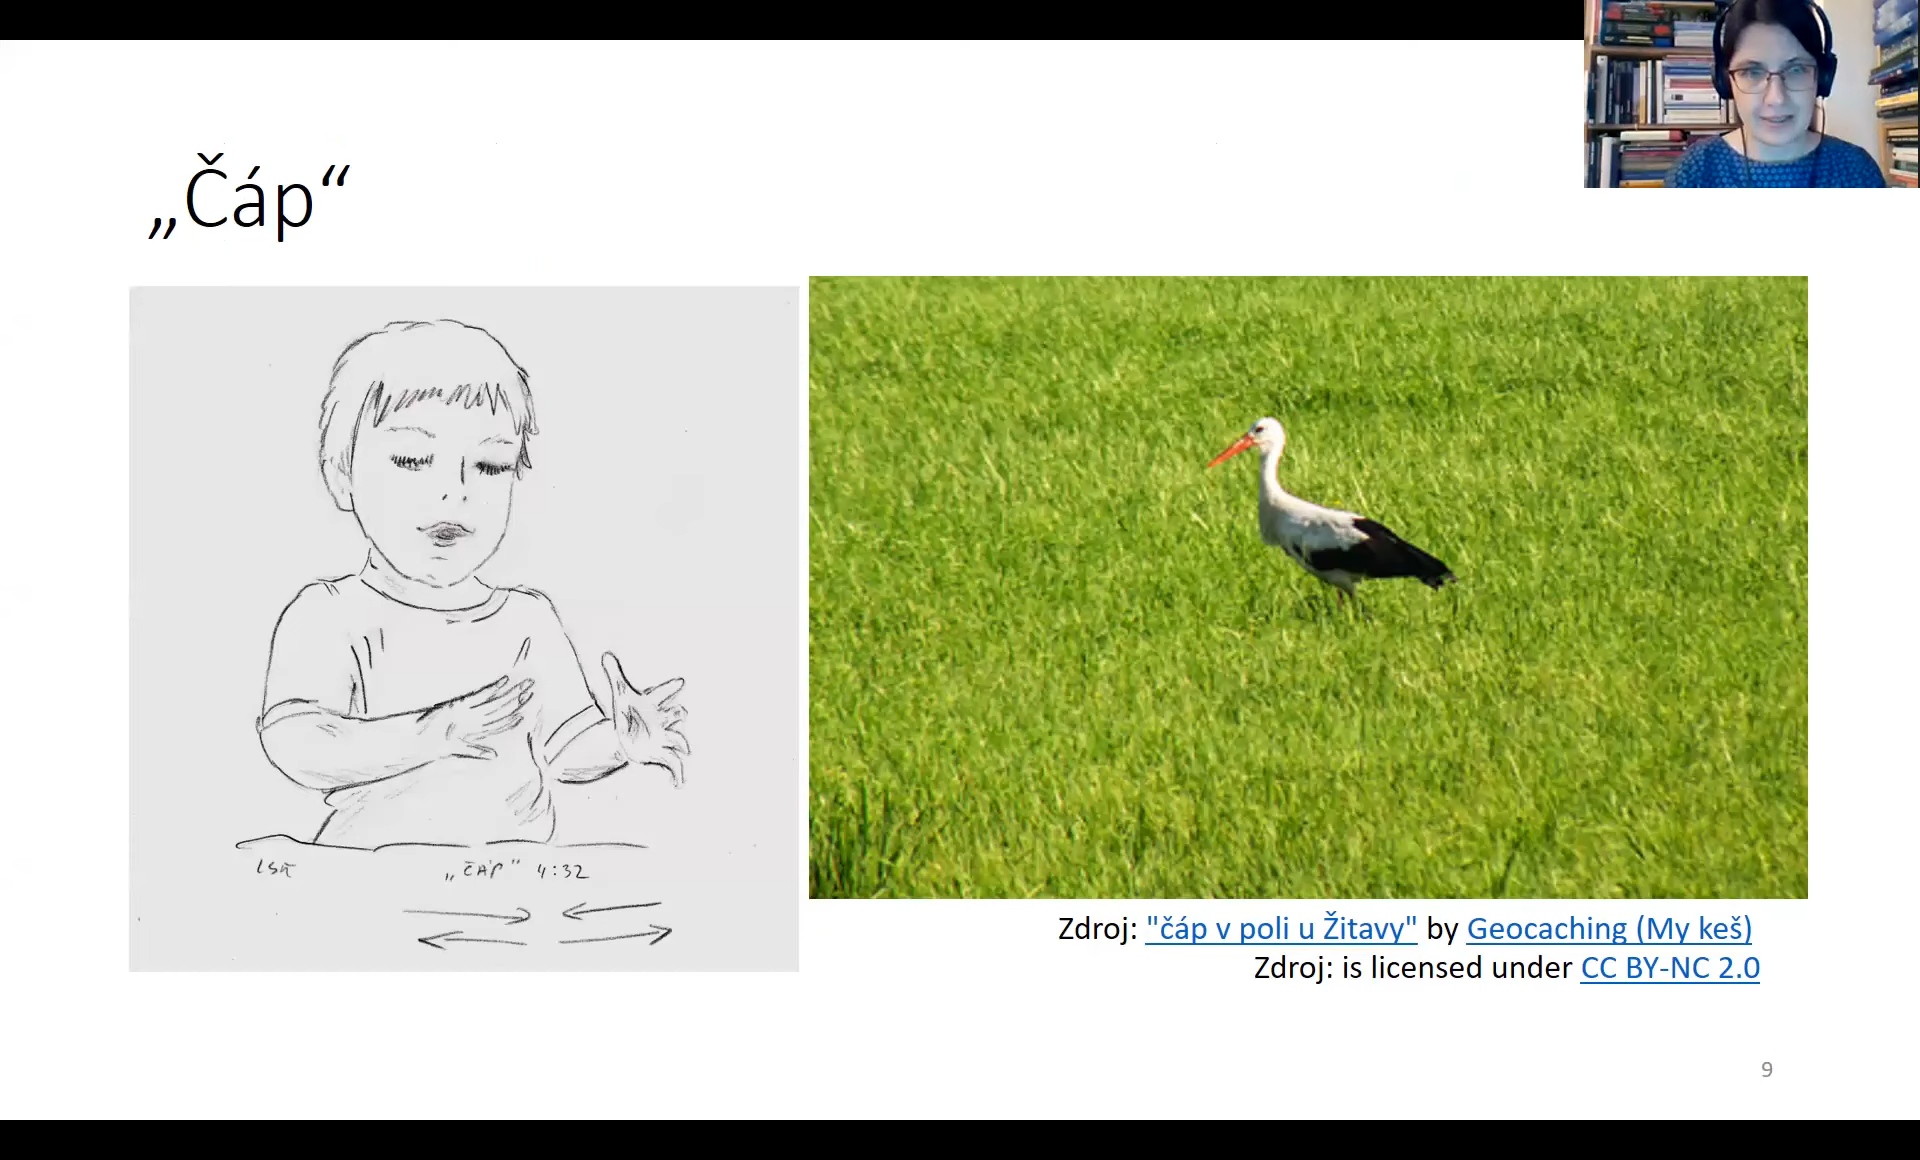 „Čáp“
„ČÁP" 4:32
Zdroj: "čáp v poli u Žitavy" by Geocaching (My keš)
Zdroj: is licensed under CC BY-NC 2.0
9